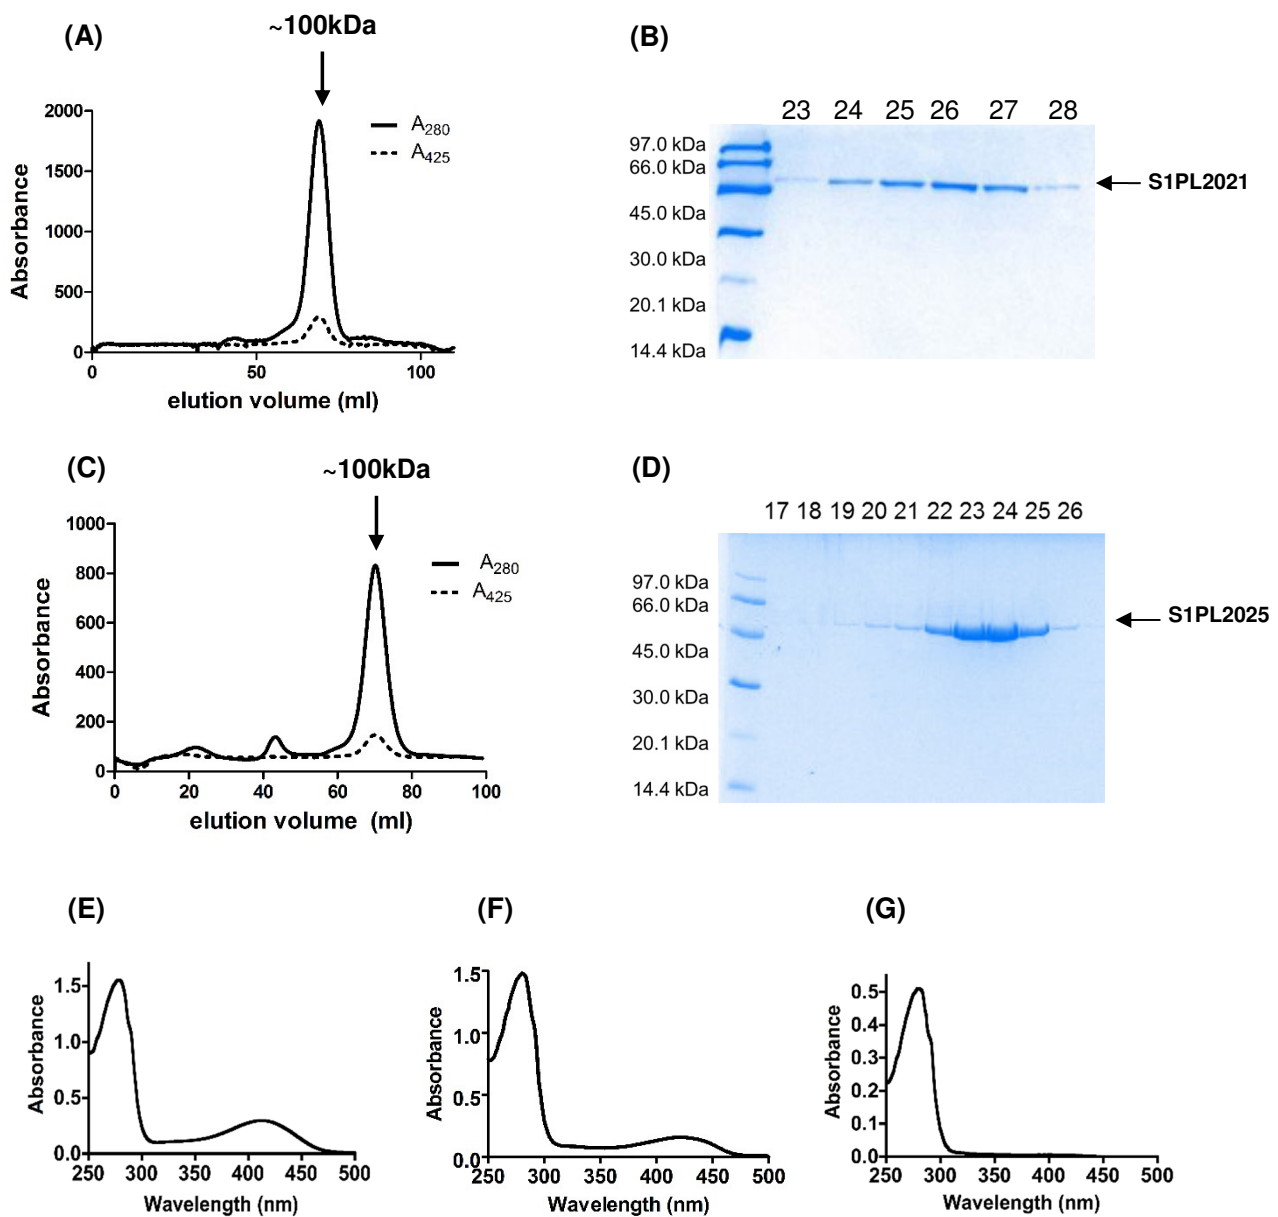 (A)
~100kDa
2000
1500
1000
500
0
0 50 100
Absorbance
elution volume (ml)
A280
A425
(B)
23 24 25 26 27 28
97.0 kDa
66.0 kDa
45.0 kDa
30.0 kDa
20.1 kDa
14.4 kDa
S1PL2021
(C)
~100kDa
1000
800
600
400
200
0
0 20 40 60 80 100
Absorbance
elution volume (ml)
A280
A425
(D)
17 18 19 20 21 22 23 24 25 26
97.0 kDa
66.0 kDa
45.0 kDa
30.0 kDa
20.1 kDa
14.4 kDa
S1PL2025
(E)
1.5
1.0
0.5
0.0
250 300 350 400 450 500
Absorbance
Wavelength (nm)
(F)
1.5
1.0
0.5
0.0
250 300 350 400 450 500
Absorbance
Wavelength (nm)
(G)
0.5
0.4
0.3
0.2
0.1
0.0
250 300 350 400 450 500
Absorbance
Wavelength (nm)